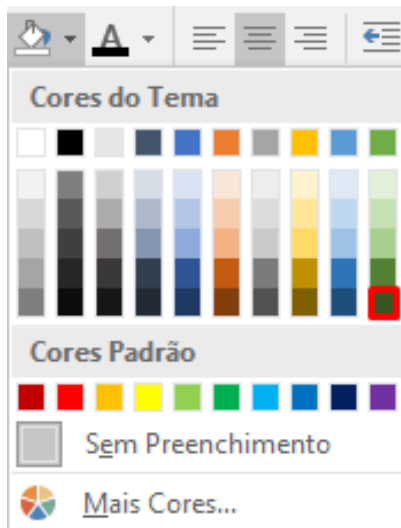 A
Cores do Tema
Cores Padrão
Sem Preenchimento
Mais Cores...